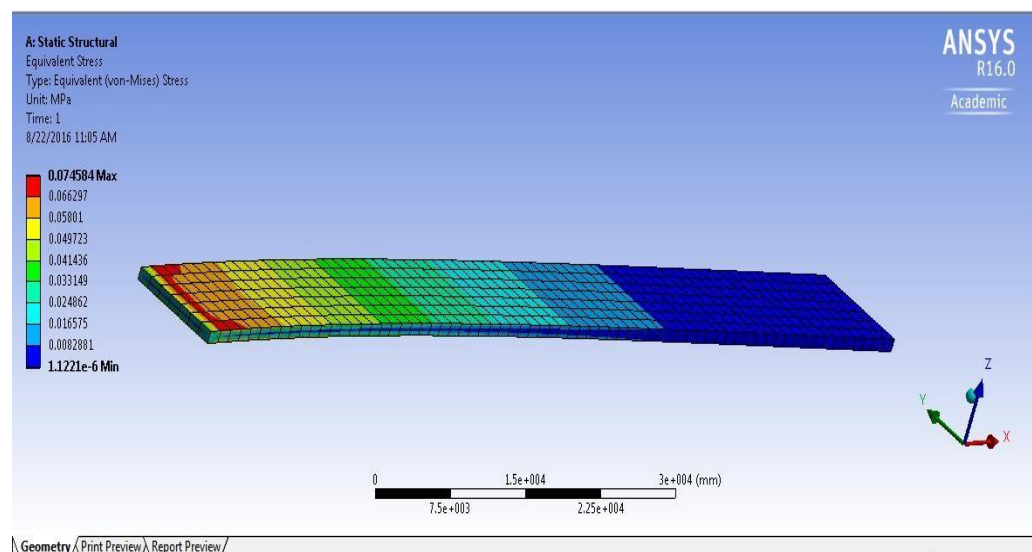 A: Static Structural
Equivalent Stress
Type: Equivalent (von-Mises) Stress
Unit: MPa
Time: 1
8/22/2016 11:05 AM
ANSYS
R16.0
Academic
0.074584 Max
0.066297
0.05801
0.049723
0.041436
0.033149
0.024862
0.016575
0.0082881
1.1221e-6 Min
Z
Y
X
0 1.5e+004 3e+004 (mm)
7.5e+003 2.25e+004
Geometry Print Preview Report Preview